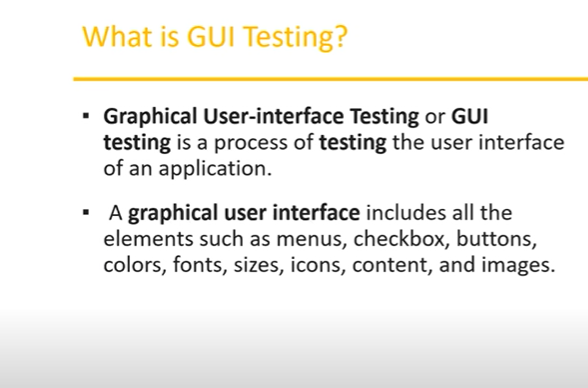 What is GUI Testing?
▪ Graphical User-interface Testing or GUI
testing is a process of testing the user interface
of an application.
▪ A graphical user interface includes all the
elements such as menus, checkbox, buttons,
colors, fonts, sizes, icons, content, and images.